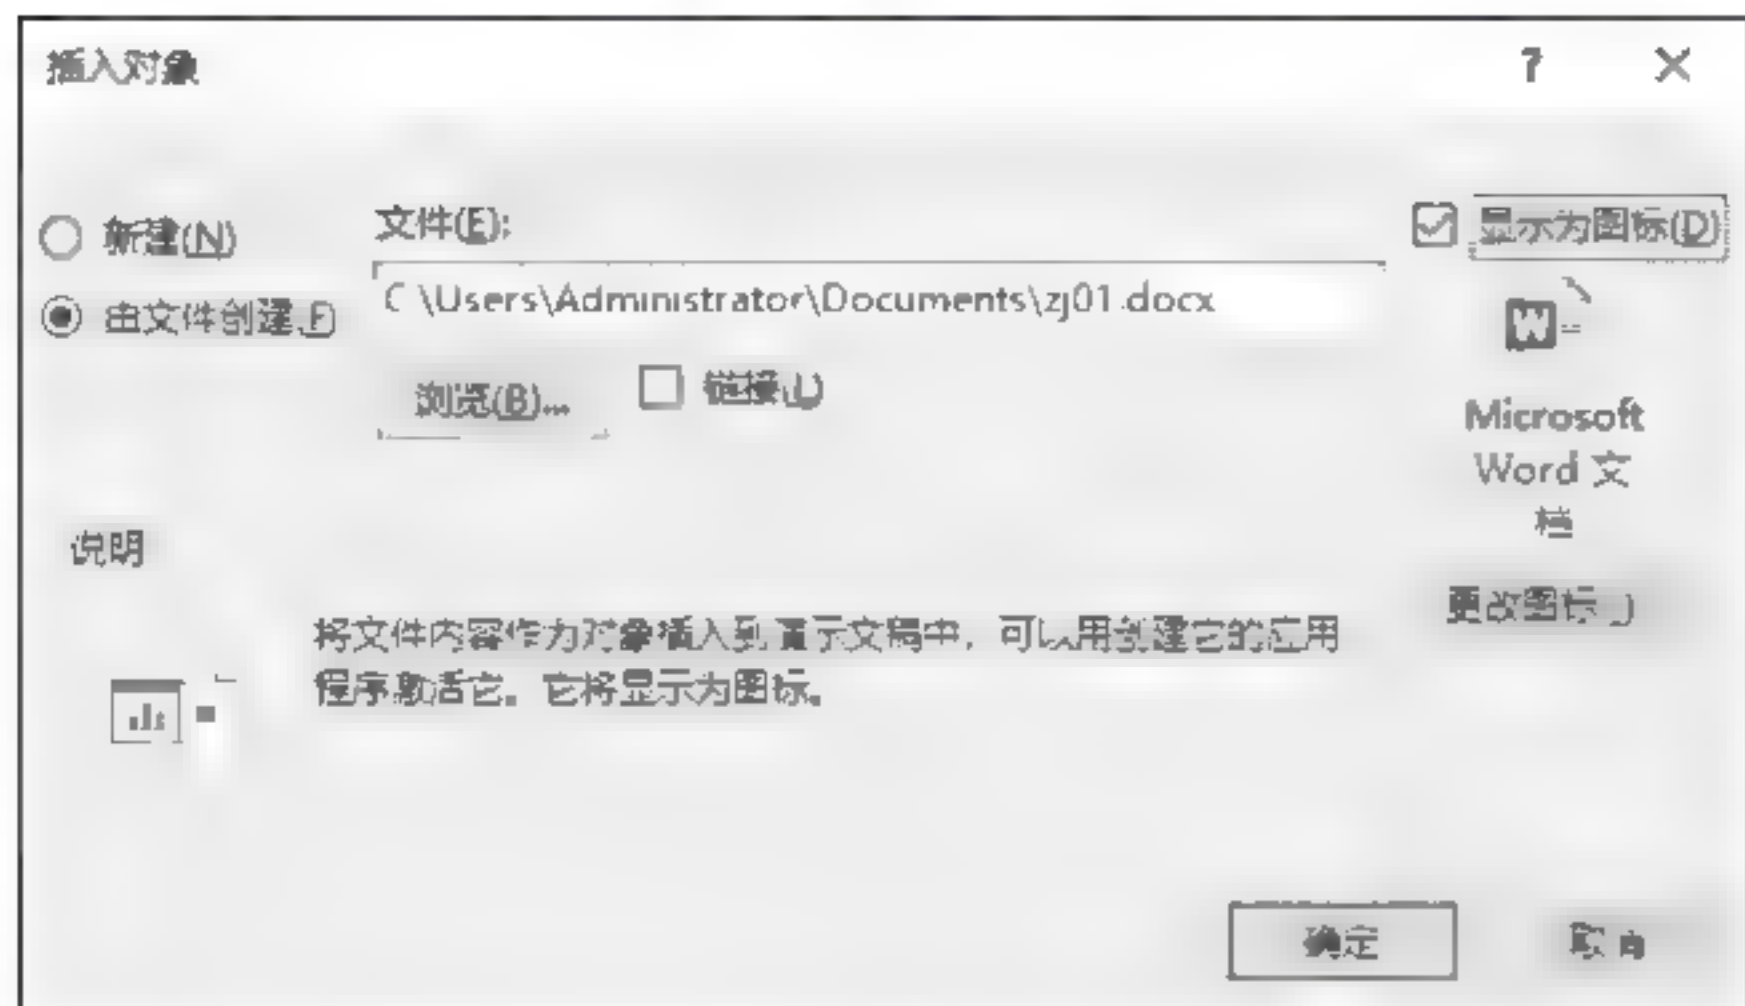 插入对象
新建(N)
由文件创建(F)
文件(E):
C:\Users\Administrator\Documents\zj01.docx
浏览(B)...
链接(L)
显示为图标(D)
Microsoft
Word 文
档
更改图标(I)
说明
将文件内容作为对象插入到演示文稿中，可以用创建它的应用
程序激活它。它将显示为图标。
确定
取消